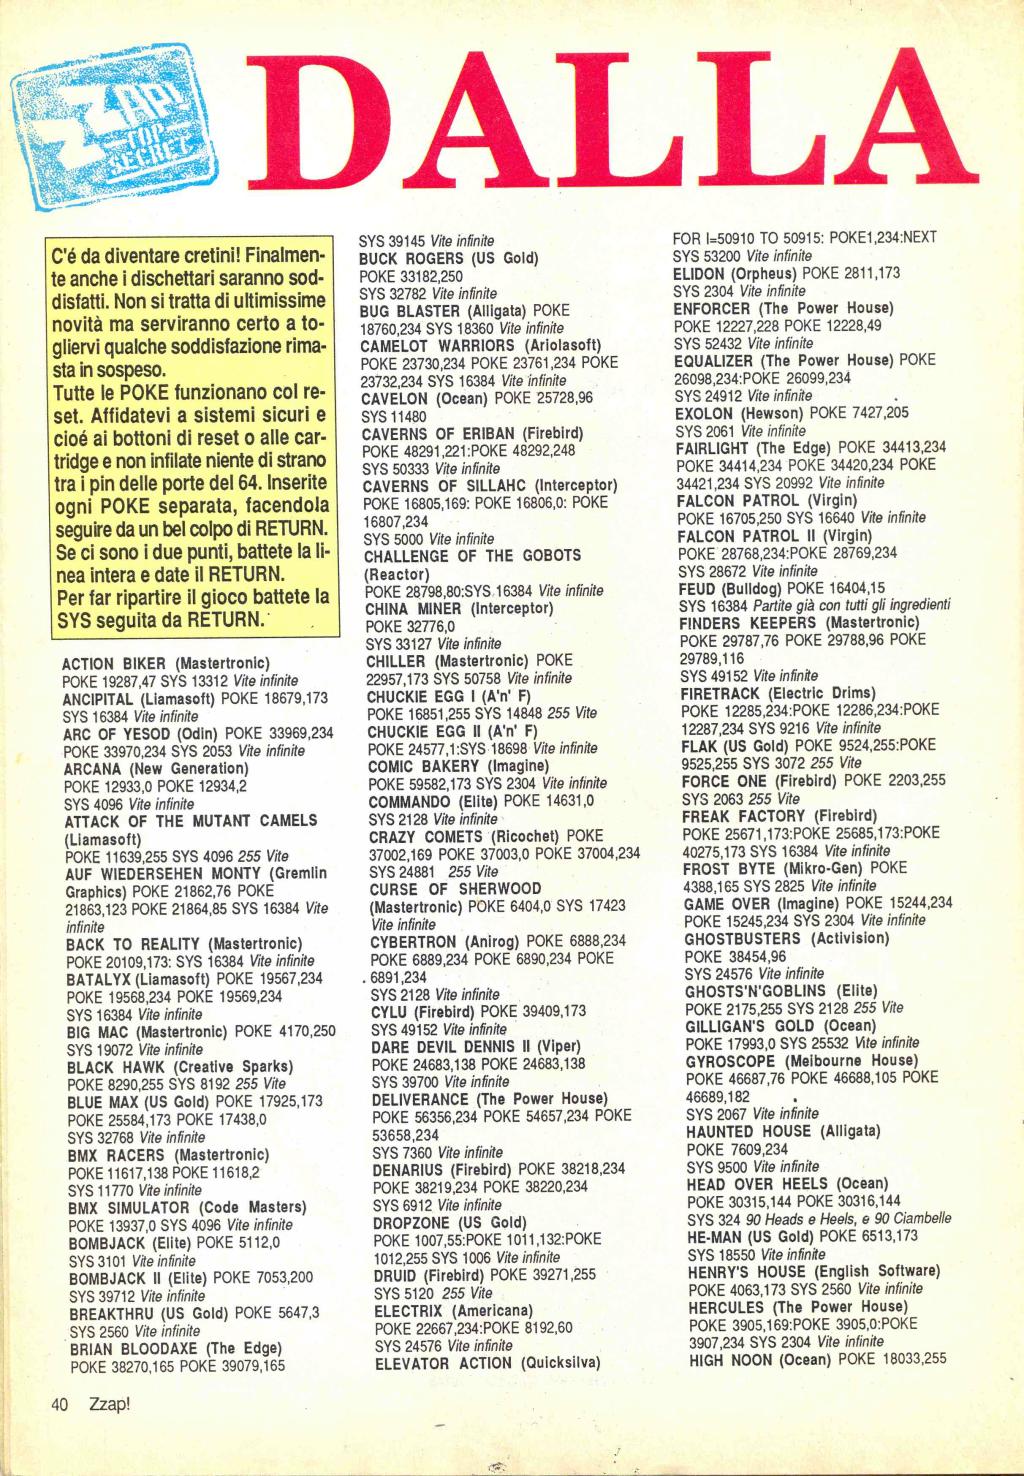 ZZAP!
TOP
SECRET
DALLA
C'é da diventare cretini! Finalmen-
te anche i dischettari saranno sod-
disfatti. Non si tratta di ultimissime
novità ma serviranno certo a to-
gliervi qualche soddisfazione rima-
sta in sospeso.
Tutte le POKE funzionano col re-
set. Affidatevi a sistemi sicuri e
cioé ai bottoni di reset o alle car-
tridge e non infilate niente di strano
tra i pin delle porte del 64. Inserite
ogni POKE separata, facendola
seguire da un bel colpo di RETURN.
Se ci sono i due punti, battete la li-
nea intera e date il RETURN.
Per far ripartire il gioco battete la
SYS seguita da RETURN.
ACTION BIKER (Mastertronic)
POKE 19287,47 SYS 13312 Vite infinite
ANCIPITAL (Liamasoft) POKE 18679,173
SYS 16384 Vite infinite
ARC OF YESOD (Odin) POKE 33969,234
POKE 33970,234 SYS 2053 Vite infinite
ARCANA (New Generation)
POKE 12933,0 POKE 12934,2
SYS 4096 Vite infinite
ATTACK OF THE MUTANT CAMELS
(Liamasoft)
POKE 11639,255 SYS 4096 255 Vite
AUF WIEDERSEHEN MONTY (Gremlin
Graphics) POKE 21862,76 POKE
21863,123 POKE 21864,85 SYS 16384 Vite
infinite
BACK TO REALITY (Mastertronic)
POKE 20109,173: SYS 16384 Vite infinite
BATALYX (Liamasoft) POKE 19567,234
POKE 19568,234 POKE 19569,234
SYS 16384 Vite infinite
BIG MAC (Mastertronic) POKE 4170,250
SYS 19072 Vite infinite
BLACK HAWK (Creative Sparks)
POKE 8290,255 SYS 8192 255 Vite
BLUE MAX (US Gold) POKE 17925,173
POKE 25584,173 POKE 17438,0
SYS 32768 Vite infinite
BMX RACERS (Mastertronic)
POKE 11617,138 POKE 11618,2
SYS 11770 Vite infinite
BMX SIMULATOR (Code Masters)
POKE 13937,0 SYS 4096 Vite infinite
BOMBJACK (Elite) POKE 5112,0
SYS 3101 Vite infinite
BOMBJACK II (Elite) POKE 7053,200
SYS 39712 Vite infinite
BREAKTHRU (US Gold) POKE 5647,3
SYS 2560 Vite infinite
BRIAN BLOODAXE (The Edge)
POKE 38270,165 POKE 39079,165
SYS 39145 Vite infinite
BUCK ROGERS (US Gold)
POKE 33182,250
SYS 32782 Vite infinite
BUG BLASTER (Alligata) POKE
18760,234 SYS 18360 Vite infinite
CAMELOT WARRIORS (Ariolasoft)
POKE 23730,234 POKE 23761,234 POKE
23732,234 SYS 16384 Vite infinite
CAVELON (Ocean) POKE 25728,96
SYS 11480
CAVERNS OF ERIBAN (Firebird)
POKE 48291,221:POKE 48292,248
SYS 50333 Vite infinite
CAVERNS OF SILLAHC (Interceptor)
POKE 16805,169: POKE 16806,0: POKE
16807,234
SYS 5000 Vite infinite
CHALLENGE OF THE GOBOTS
(Reactor)
POKE 28798,80:SYS 16384 Vite infinite
CHINA MINER (Interceptor)
POKE 32776,0
SYS 33127 Vite infinite
CHILLER (Mastertronic) POKE
22957,173 SYS 50758 Vite infinite
CHUCKIE EGG I (A'n' F)
POKE 16851,255 SYS 14848 255 Vite
CHUCKIE EGG II (A'n' F)
POKE 24577,1:SYS 18698 Vite infinite
COMIC BAKERY (Imagine)
POKE 59582,173 SYS 2304 Vite infinite
COMMANDO (Elite) POKE 14631,0
SYS 2128 Vite infinite
CRAZY COMETS (Ricochet) POKE
37002,169 POKE 37003,0 POKE 37004,234
SYS 24881 255 Vite
CURSE OF SHERWOOD
(Mastertronic) POKE 6404,0 SYS 17423
Vite infinite
CYBERTRON (Anirog) POKE 6888,234
POKE 6889,234 POKE 6890,234 POKE
6891,234
SYS 2128 Vite infinite
CYLU (Firebird) POKE 39409,173
SYS 49152 Vite infinite
DARE DEVIL DENNIS II (Viper)
POKE 24683,138 POKE 24683,138
SYS 39700 Vite infinite
DELIVERANCE (The Power House)
POKE 56356,234 POKE 54657,234 POKE
53658,234
SYS 7360 Vite infinite
DENARIUS (Firebird) POKE 38218,234
POKE 38219,234 POKE 38220,234
SYS 6912 Vite infinite
DROPZONE (US Gold)
POKE 1007,55:POKE 1011,132:POKE
1012,255 SYS 1006 Vite infinite
DRUID (Firebird) POKE 39271,255
SYS 5120 255 Vite
ELECTRIX (Americana)
POKE 22667,234:POKE 8192,60
SYS 24576 Vite infinite
ELEVATOR ACTION (Quicksilva)
FOR I=50910 TO 50915: POKE1,234:NEXT
SYS 53200 Vite infinite
ELIDON (Orpheus) POKE 2811,173
SYS 2304 Vite infinite
ENFORCER (The Power House)
POKE 12227,228 POKE 12228,49
SYS 52432 Vite infinite
EQUALIZER (The Power House) POKE
26098,234:POKE 26099,234
SYS 24912 Vite infinite
EXOLON (Hewson) POKE 7427,205
SYS 2061 Vite infinite
FAIRLIGHT (The Edge) POKE 34413,234
POKE 34414,234 POKE 34420,234 POKE
34421,234 SYS 20992 Vite infinite
FALCON PATROL (Virgin)
POKE 16705,250 SYS 16640 Vite infinite
FALCON PATROL II (Virgin)
POKE 28768,234:POKE 28769,234
SYS 28672 Vite infinite
FEUD (Bulldog) POKE 16404,15
SYS 16384 Partite già con tutti gli ingredienti
FINDERS KEEPERS (Mastertronic)
POKE 29787,76 POKE 29788,96 POKE
29789,116
SYS 49152 Vite infinite
FIRETRACK (Electric Drims)
POKE 12285,234:POKE 12286,234:POKE
12287,234 SYS 9216 Vite infinite
FLAK (US Gold) POKE 9524,255:POKE
9525,255 SYS 3072 255 Vite
FORCE ONE (Firebird) POKE 2203,255
SYS 2063 255 Vite
FREAK FACTORY (Firebird)
POKE 25671,173:POKE 25685,173:POKE
40275,173 SYS 16384 Vite infinite
FROST BYTE (Mikro-Gen) POKE
4388,165 SYS 2825 Vite infinite
GAME OVER (Imagine) POKE 15244,234
POKE 15245,234 SYS 2304 Vite infinite
GHOSTBUSTERS (Activision)
POKE 38454,96
SYS 24576 Vite infinite
GHOSTS'N'GOBLINS (Elite)
POKE 2175,255 SYS 2128 255 Vite
GILLIGAN'S GOLD (Ocean)
POKE 17993,0 SYS 25532 Vite infinite
GYROSCOPE (Melbourne House)
POKE 46687,76 POKE 46688,105 POKE
46689,182
SYS 2067 Vite infinite
HAUNTED HOUSE (Alligata)
POKE 7609,234
SYS 9500 Vite infinite
HEAD OVER HEELS (Ocean)
POKE 30315,144 POKE 30316,144
SYS 324 90 Heads e Heels, e 90 Ciambelle
HE-MAN (US Gold) POKE 6513,173
SYS 18550 Vite infinite
HENRY'S HOUSE (English Software)
POKE 4063,173 SYS 2560 Vite infinite
HERCULES (The Power House)
POKE 3905,169:POKE 3905,0:POKE
3907,234 SYS 2304 Vite infinite
HIGH NOON (Ocean) POKE 18033,255
40 Zzap!